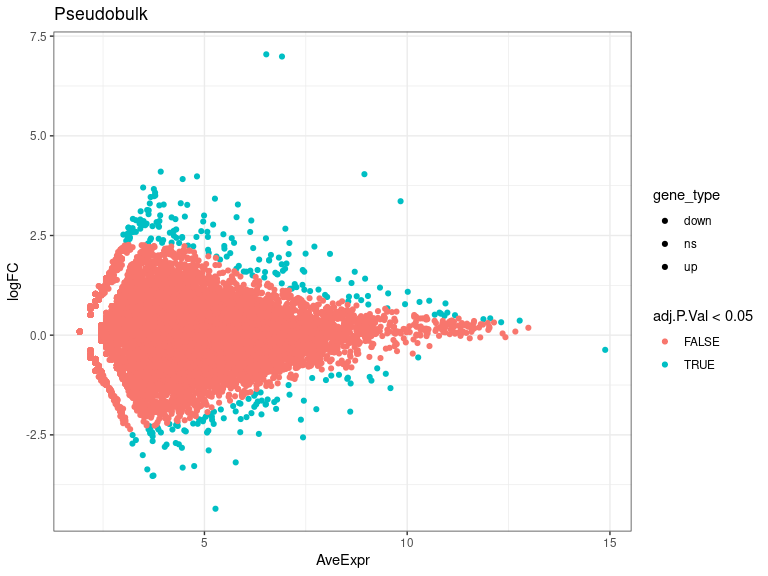 Pseudobulk
7.5
5.0
2.5
0.0
-2.5
logFC
5
10
15
AveExpr
gene_type
down
ns
up
adj.P.Val < 0.05
FALSE
TRUE